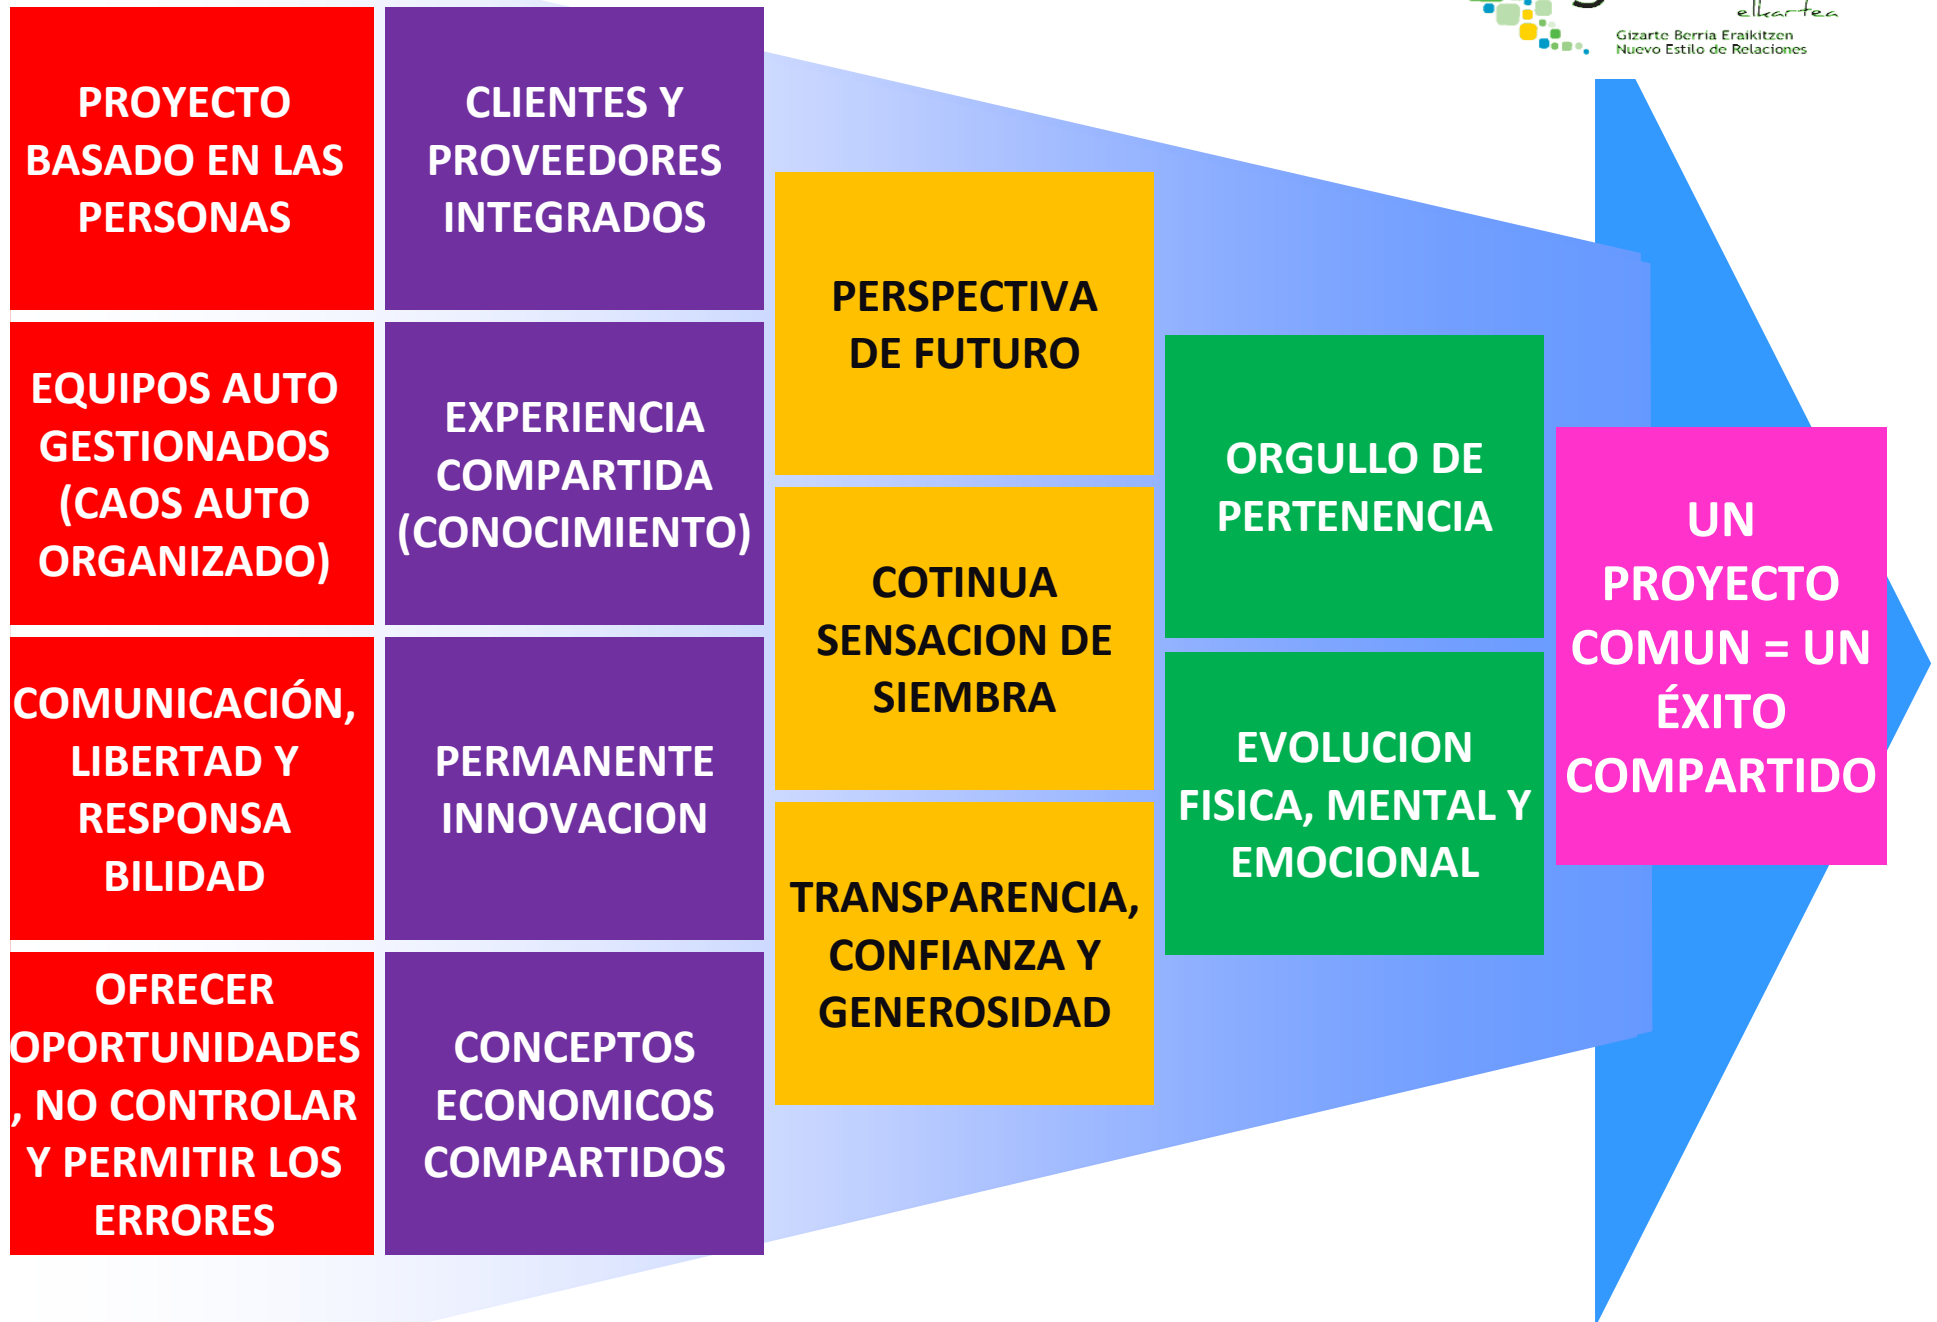 elkartea
Gizarte Berria Eraikitzen
Nuevo Estilo de Relaciones
PROYECTO
BASADO EN LAS
PERSONAS
EQUIPOS AUTO
GESTIONADOS
(CAOS AUTO
ORGANIZADO)
COMUNICACIÓN,
LIBERTAD Y
RESPONSA
BILIDAD
OFRECER
OPORTUNIDADES
, NO CONTROLAR
Y PERMITIR LOS
ERRORES
CLIENTES Y
PROVEEDORES
INTEGRADOS
EXPERIENCIA
COMPARTIDA
(CONOCIMIENTO)
PERMANENTE
INNOVACION
CONCEPTOS
ECONOMICOS
COMPARTIDOS
PERSPECTIVA
DE FUTURO
COTINUA
SENSACION DE
SIEMBRA
TRANSPARENCIA,
CONFIANZA Y
GENEROSIDAD
ORGULLO DE
PERTENENCIA
EVOLUCION
FISICA, MENTAL Y
EMOCIONAL
UN
PROYECTO
COMUN = UN
ÉXITO
COMPARTIDO